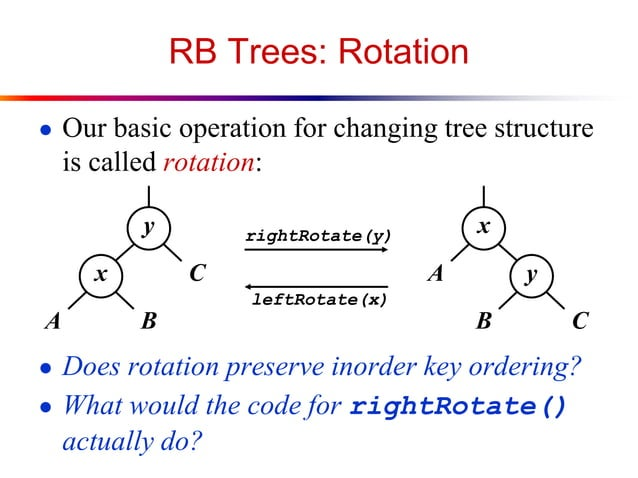 RB Trees: Rotation
● Our basic operation for changing tree structure
is called rotation:
y
rightRotate(y)
x
x
C
A
y
leftRotate(x)
A
B
B
C
● Does rotation preserve inorder key ordering?
● What would the code for rightRotate()
actually do?